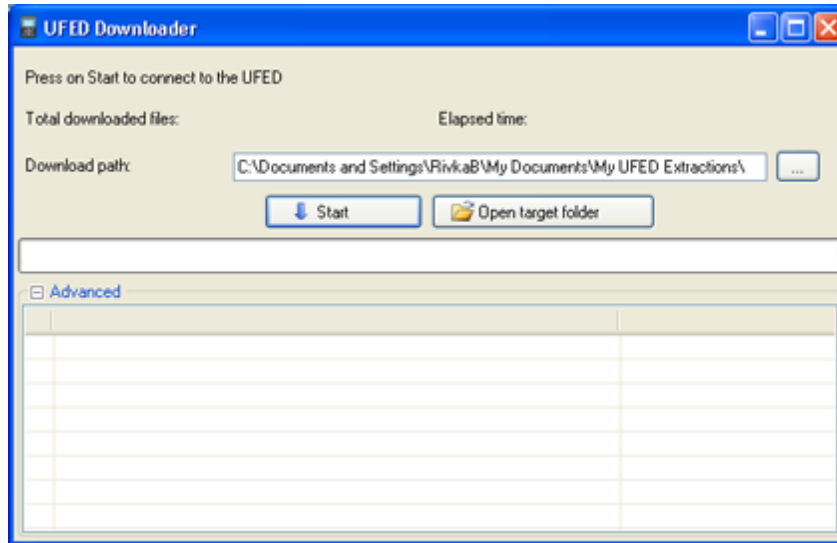 UFED Downloader
Press on Start to connect to the UFED
Total downloaded files: Elapsed time:
Download path: C:\Documents and Settings\RivkaB\My Documents\My UFED Extractions\ ...
Start Open target folder
Advanced